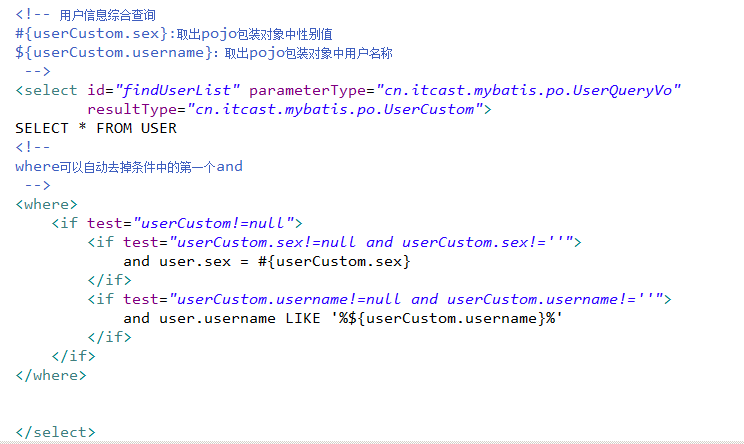 <!-- 用户信息综合查询
#{userCustom.sex}:取出pojo包装对象中性别值
${userCustom.username}：取出pojo包装对象中用户名称
 -->
<select id="findUserList" parameterType="cn.itcast.mybatis.po.UserQueryVo"
        resultType="cn.itcast.mybatis.po.UserCustom">
SELECT * FROM USER
<!--
where可以自动去掉条件中的第一个and
 -->
<where>
    <if test="userCustom!=null">
        <if test="userCustom.sex!=null and userCustom.sex!=''">
            and user.sex = #{userCustom.sex}
        </if>
        <if test="userCustom.username!=null and userCustom.username!=''">
            and user.username LIKE '%${userCustom.username}%'
        </if>
    </if>
</where>
</select>